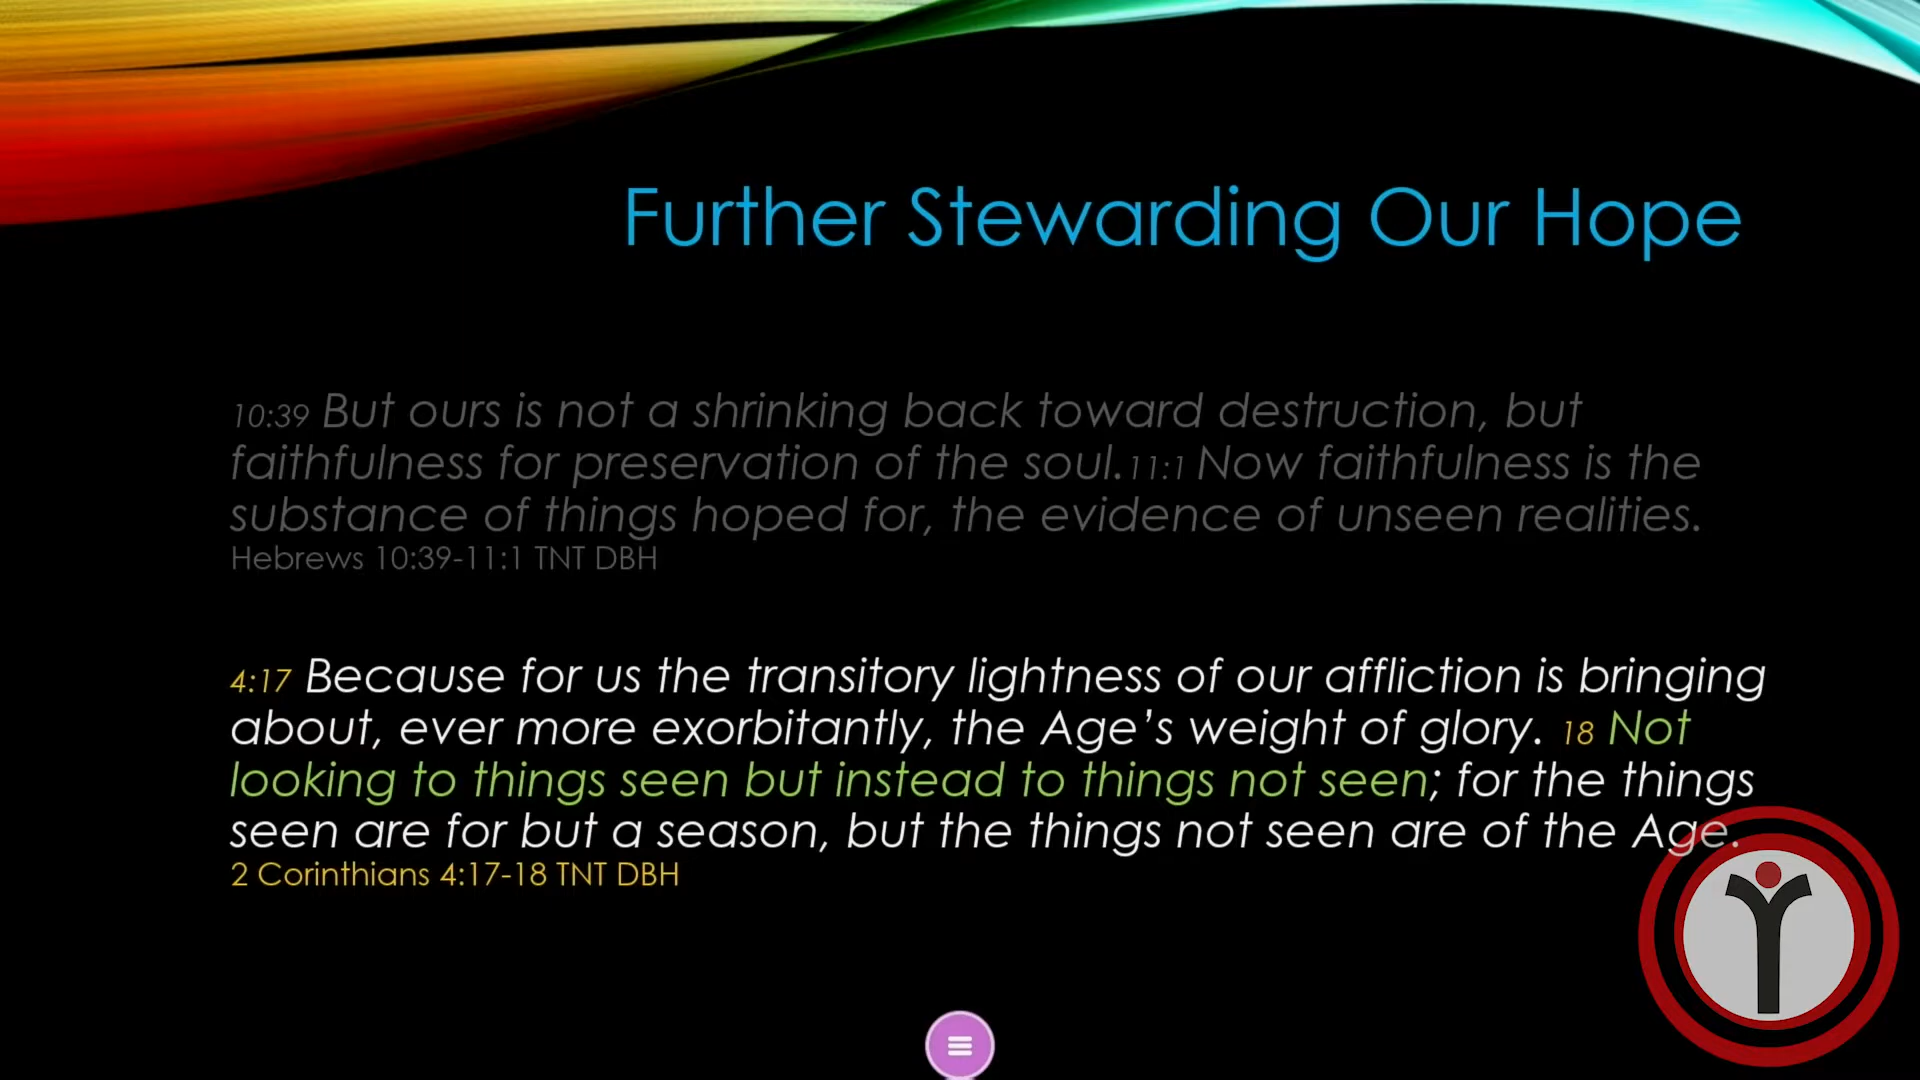 Further Stewarding Our Hope
10:39 But ours is not a shrinking back toward destruction, but
faithfulness for preservation of the soul. 11:1 Now faithfulness is the
substance of things hoped for, the evidence of unseen realities.
Hebrews 10:39-11:1 TNT DBH
4:17 Because for us the transitory lightness of our affliction is bringing
about, ever more exorbitantly, the Age’s weight of glory. 18 Not
looking to things seen but instead to things not seen; for the things
seen are for but a season, but the things not seen are of the Age.
2 Corinthians 4:17-18 TNT DBH